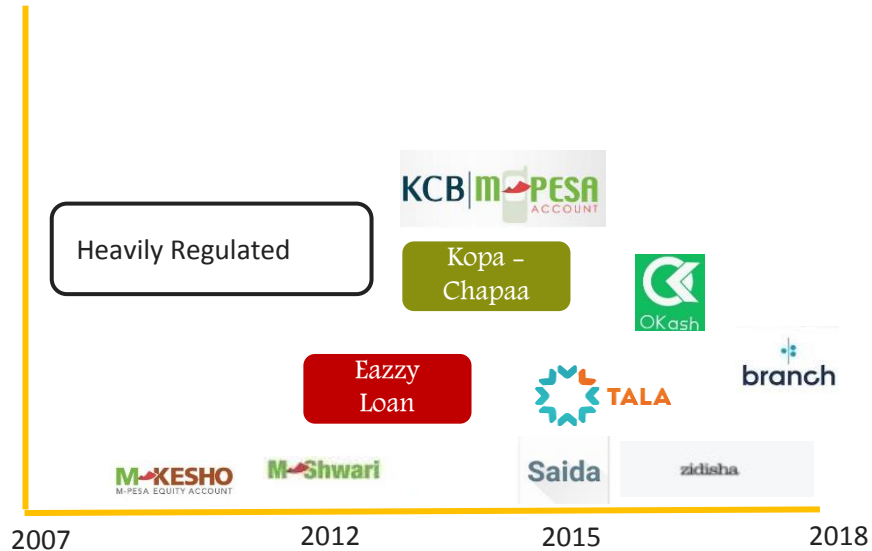 KCB M-PESA
ACCOUNT
Heavily Regulated
Kopa –
Chapaa
OKash
branch
Eazzy
Loan
TALA
M-KESHO
M-PESA EQUITY ACCOUNT
M-Shwari
Saida
zidisha
2007
2012
2015
2018